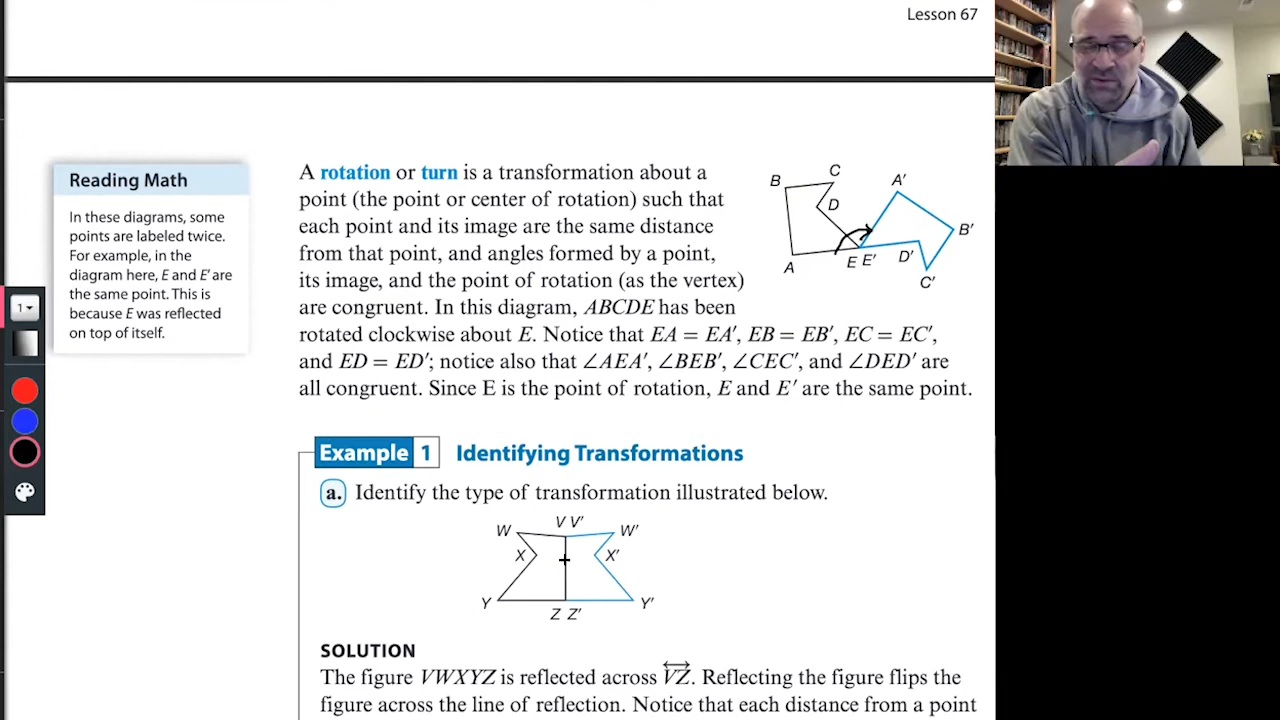 Lesson 67
Reading Math
In these diagrams, some
points are labeled twice.
For example, in the
diagram here, E and E′ are
the same point. This is
because E was reflected
on top of itself.
1
A rotation or turn is a transformation about a
point (the point or center of rotation) such that
each point and its image are the same distance
from that point, and angles formed by a point,
its image, and the point of rotation (as the vertex)
are congruent. In this diagram, ABCDE has been
rotated clockwise about E. Notice that EA = EA′, EB = EB′, EC = EC′,
and ED = ED′; notice also that ∠AEA′, ∠BEB′, ∠CEC′, and ∠DED′ are
all congruent. Since E is the point of rotation, E and E′ are the same point.
B
C
D
A
E E′
A′
B′
D′
C′
Example 1 Identifying Transformations
a. Identify the type of transformation illustrated below.
W
V V′
W′
X
X′
Y
Y′
Z Z′
SOLUTION
The figure VWXYZ is reflected across VZ. Reflecting the figure flips the
figure across the line of reflection. Notice that each distance from a point